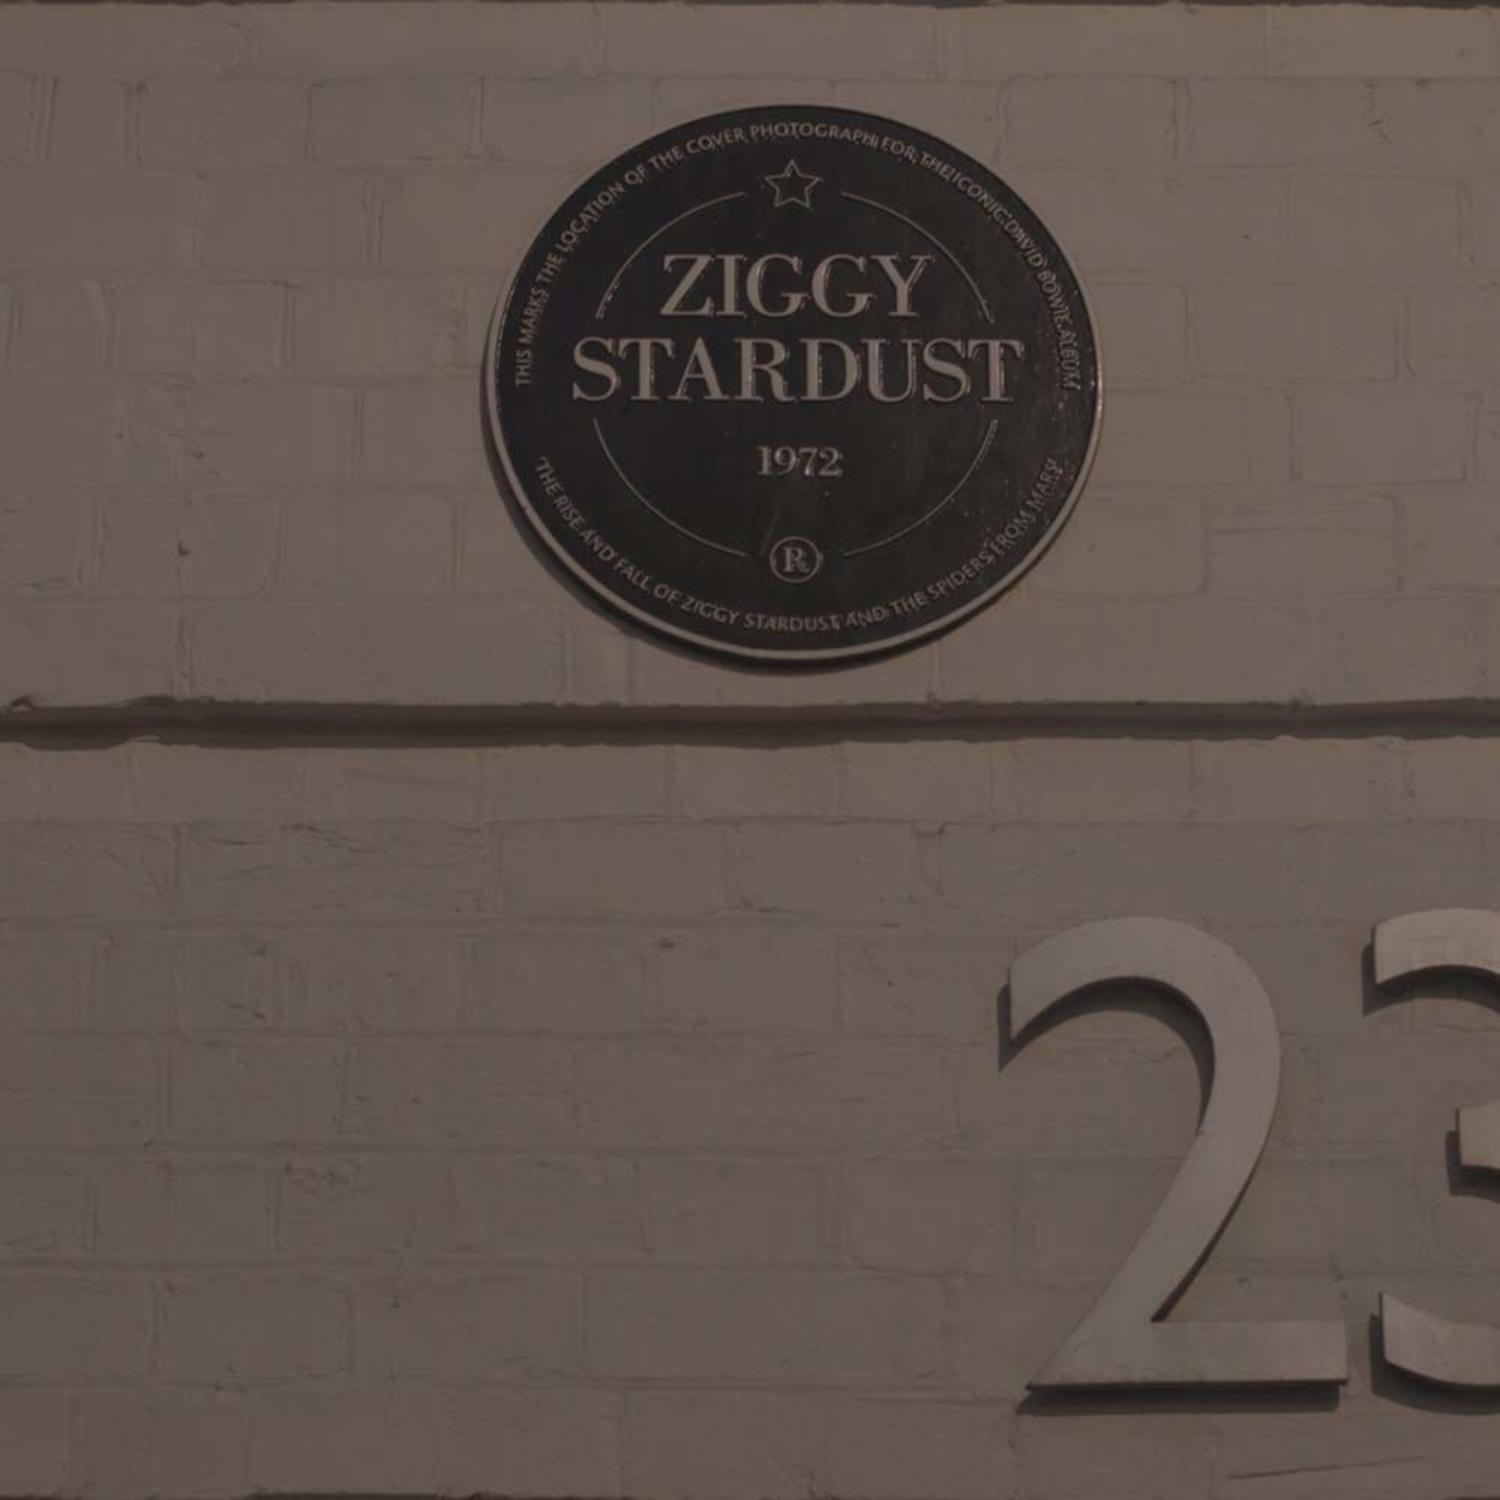 THIS MARKS THE LOCATION OF THE COVER PHOTOGRAPH FOR THE ICONIC DAVID BOWIE ALBUM
ZIGGY
STARDUST
1972
R
'THE RISE AND FALL OF ZIGGY STARDUST AND THE SPIDERS FROM MARS'
23